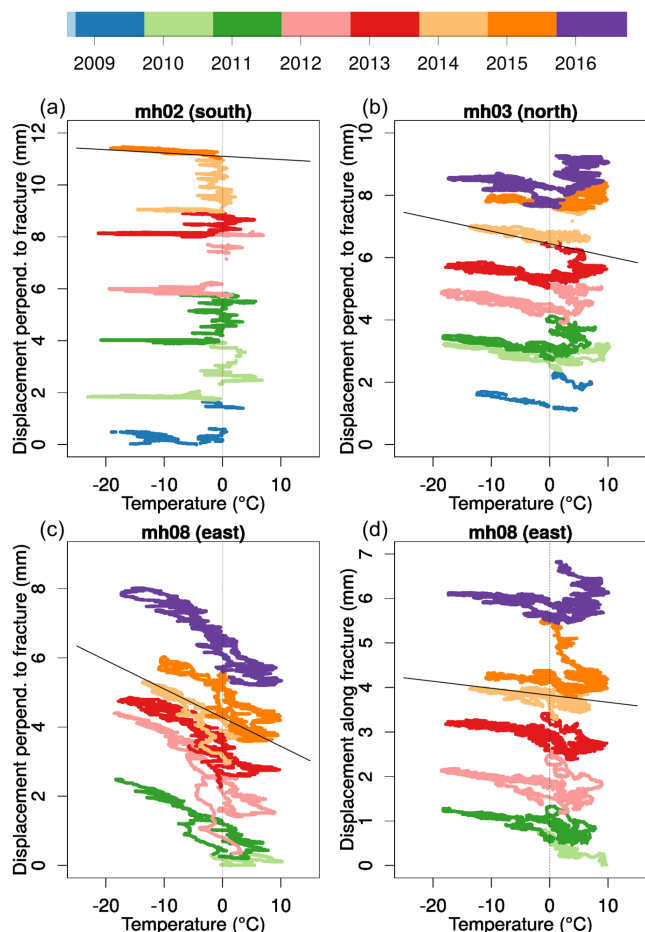 2009 2010 2011 2012 2013 2014 2015 2016
(a) mh02 (south)
Displacement perpend. to fracture (mm)
12
10
8
6
4
2
0
-20 -10 0 10
Temperature (°C)
(b) mh03 (north)
Displacement perpend. to fracture (mm)
10
8
6
4
2
0
-20 -10 0 10
Temperature (°C)
(c) mh08 (east)
Displacement perpend. to fracture (mm)
8
6
4
2
0
-20 -10 0 10
Temperature (°C)
(d) mh08 (east)
Displacement along fracture (mm)
7
6
5
4
3
2
1
0
-20 -10 0 10
Temperature (°C)